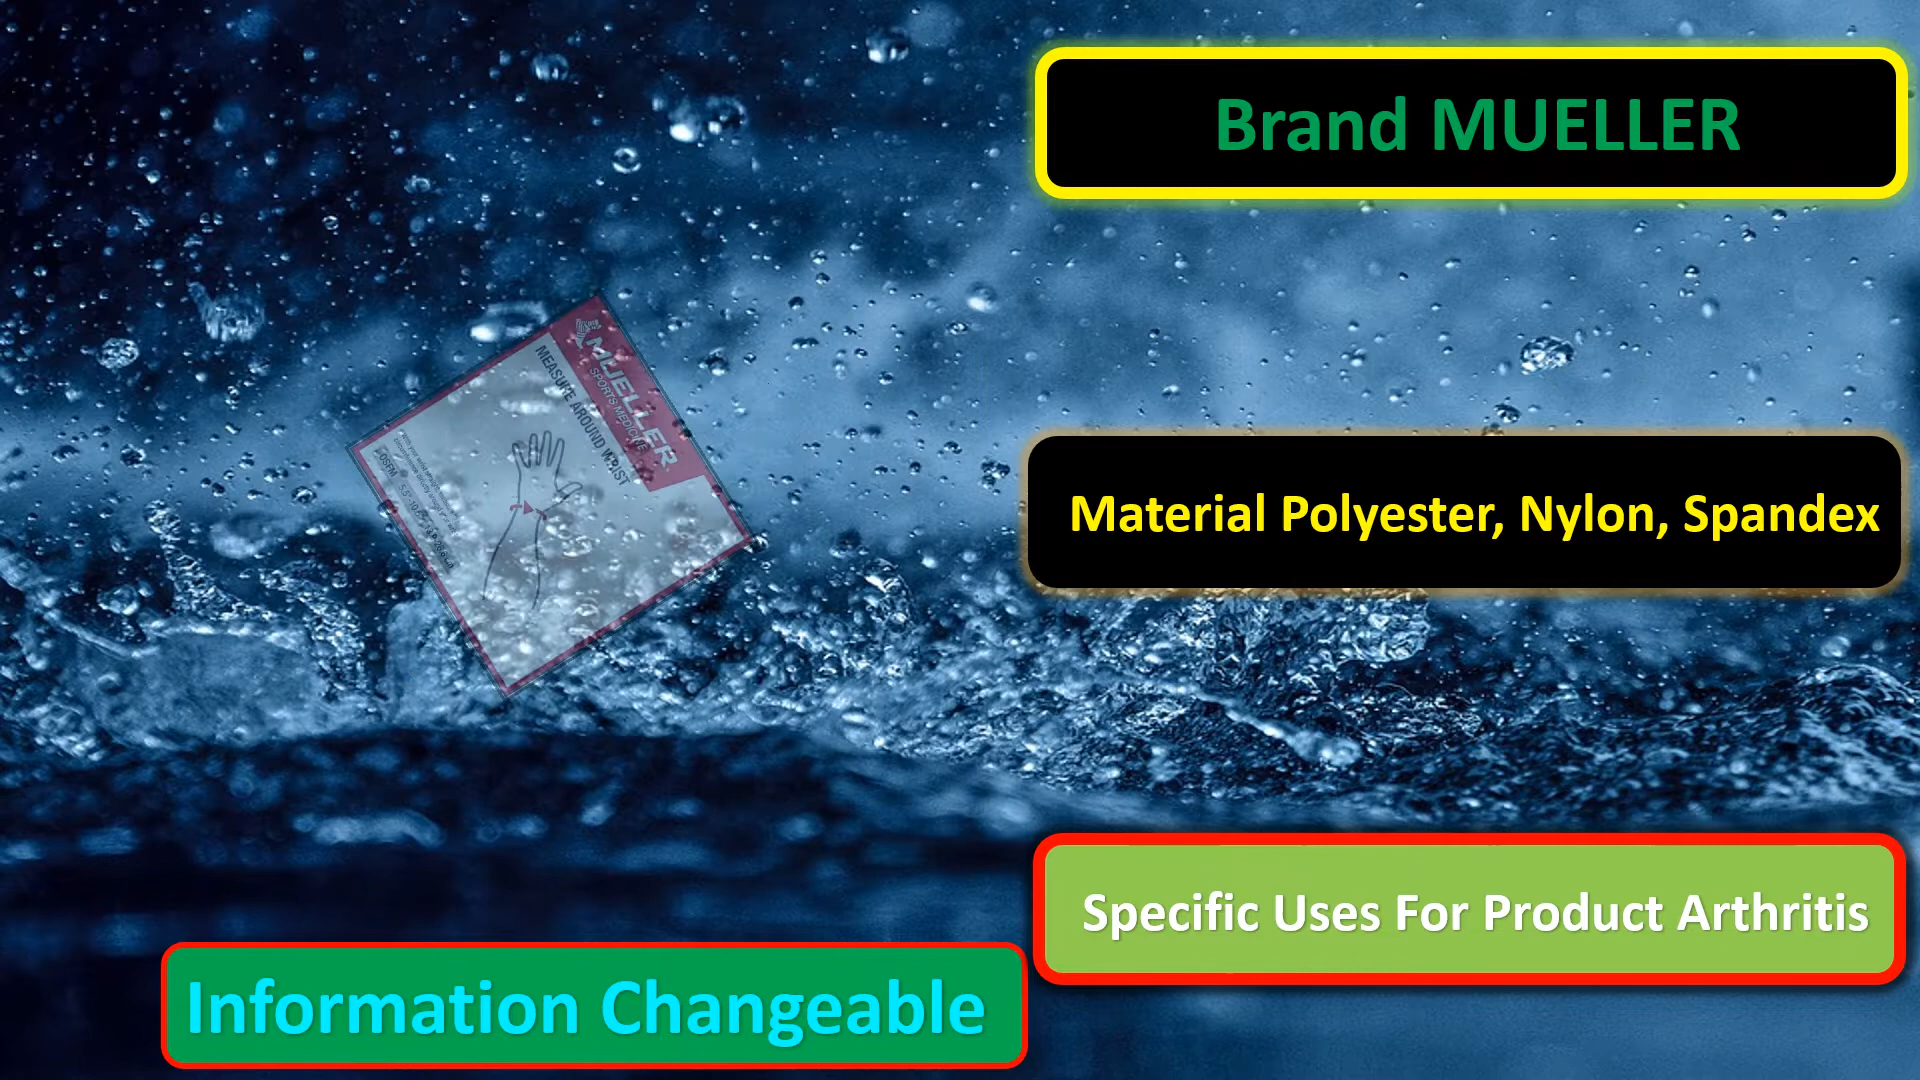 Brand MUELLER
MUELLER
SPORTS MEDICINE
MEASURE AROUND WRIST
OSFM
Material Polyester, Nylon, Spandex
Specific Uses For Product Arthritis
Information Changeable